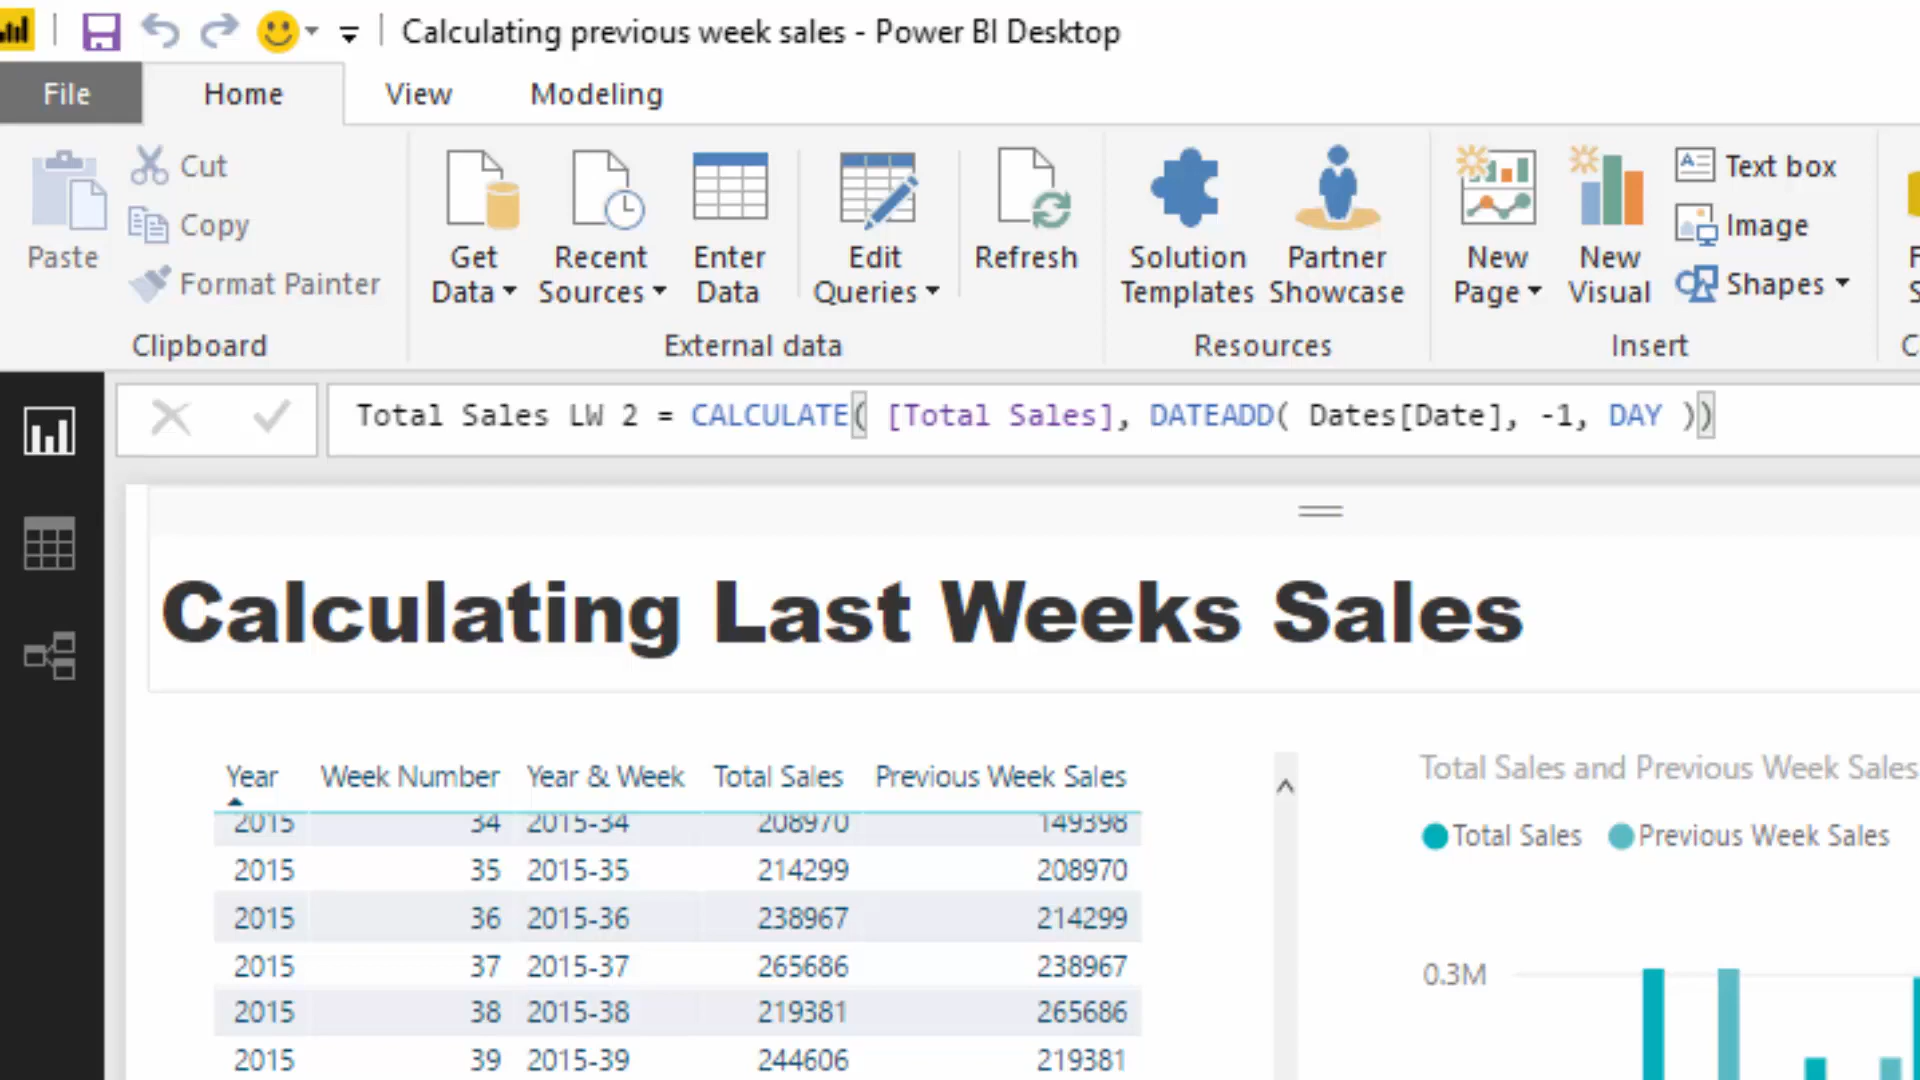 Calculating previous week sales - Power BI Desktop
File Home View Modeling
Paste
Cut
Copy
Format Painter
Clipboard
Get Data
Recent Sources
Enter Data
Edit Queries
Refresh
External data
Solution Templates
Partner Showcase
Resources
New Page
New Visual
Text box
Image
Shapes
Insert
Total Sales LW 2 = CALCULATE( [Total Sales], DATEADD( Dates[Date], -1, DAY ))
Calculating Last Weeks Sales
Year Week Number Year & Week Total Sales Previous Week Sales
2015 34 2015-34 208970 149398
2015 35 2015-35 214299 208970
2015 36 2015-36 238967 214299
2015 37 2015-37 265686 238967
2015 38 2015-38 219381 265686
2015 39 2015-39 244606 219381
Total Sales and Previous Week Sales
Total Sales Previous Week Sales
0.3M